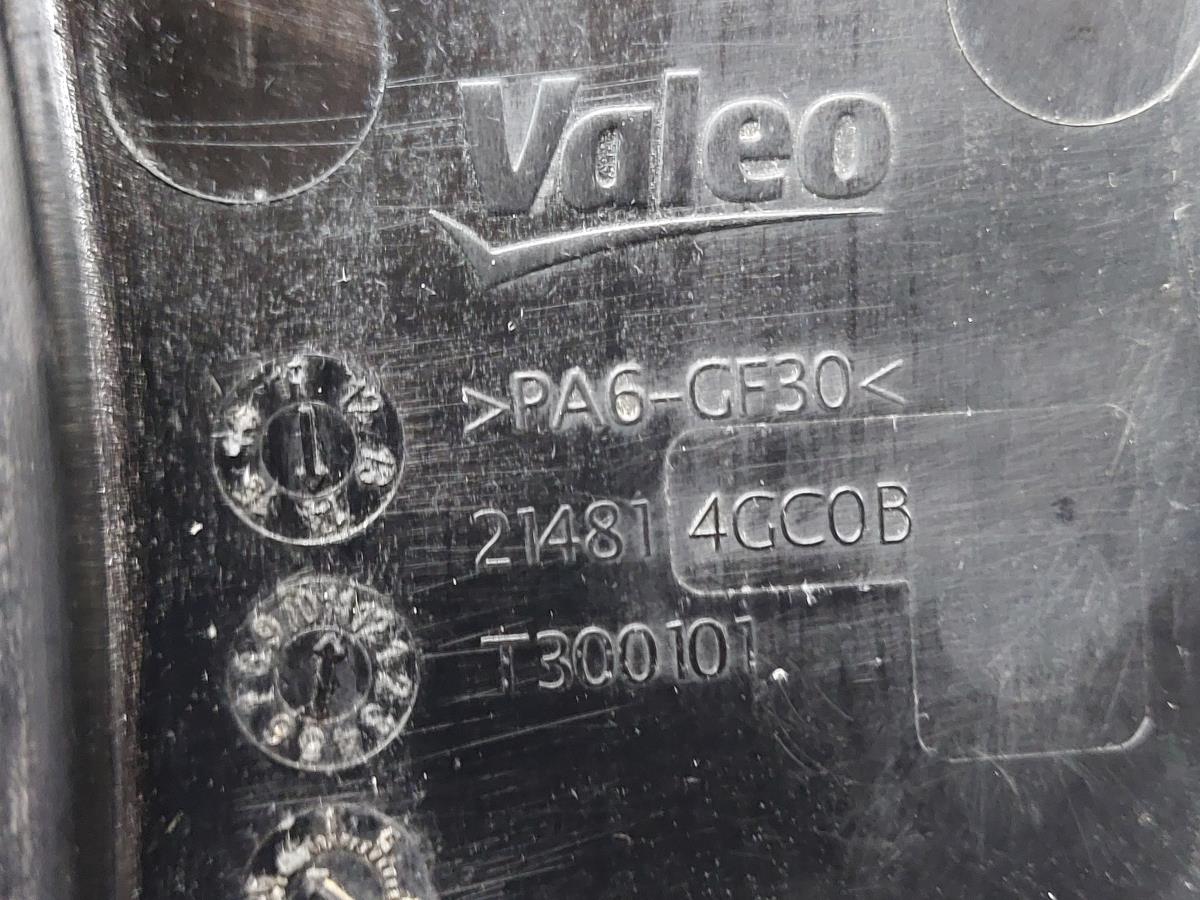 Valeo
>PA6-GF30<
21481 4GC0B
T300101